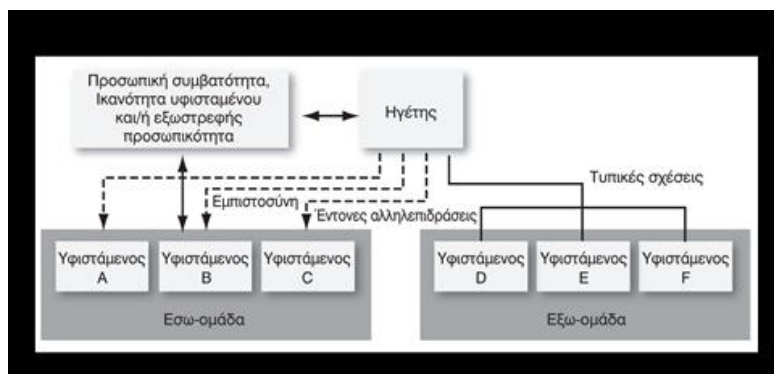 Προσωπική συμβατότητα,
Ικανότητα υφισταμένου
και/ή εξωστρεφής
προσωπικότητα
Ηγέτης
Τυπικές σχέσεις
Εμπιστοσύνη
Έντονες αλληλεπιδράσεις
Υφιστάμενος
A
Υφιστάμενος
B
Υφιστάμενος
C
Υφιστάμενος
D
Υφιστάμενος
E
Υφιστάμενος
F
Εσω-ομάδα
Εξω-ομάδα